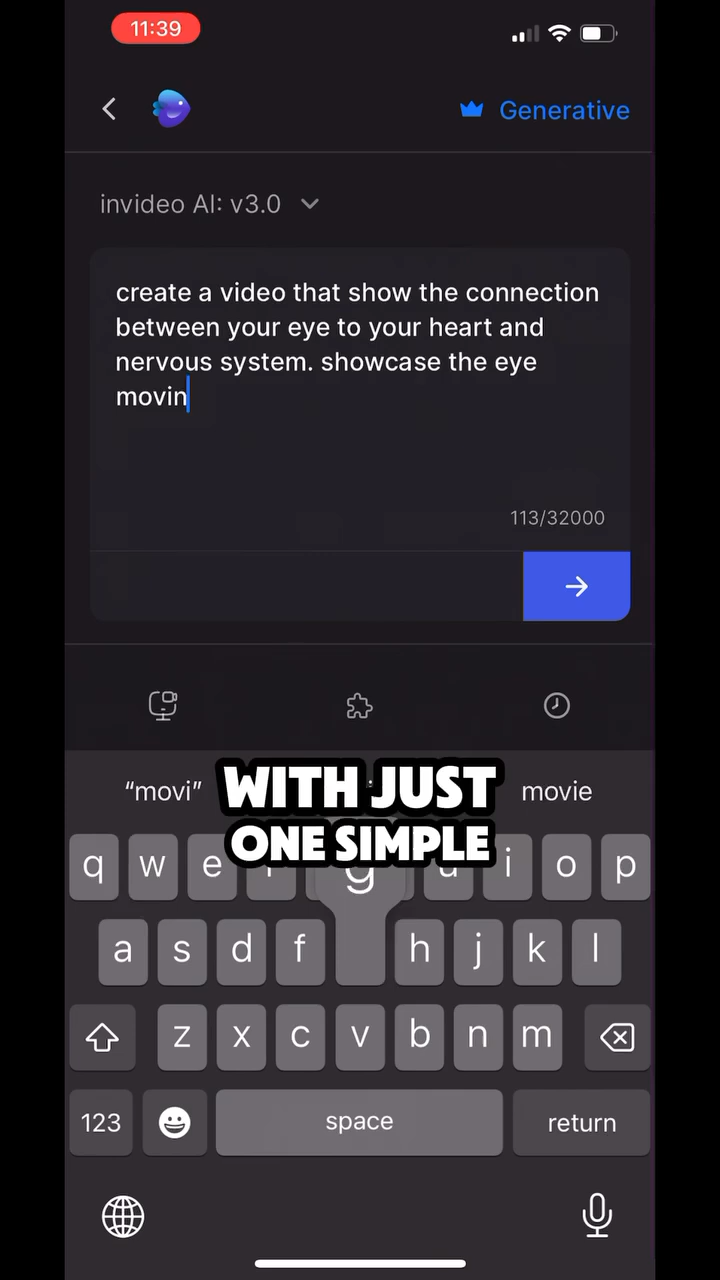 11:39
Generative
invideo AI: v3.0
create a video that show the connection
between your eye to your heart and
nervous system. showcase the eye
movin
113/32000
“movi”
movie
WITH JUST
ONE SIMPLE
q w e g u i o p
a s d f h j k l
z x c v b n m
123 space return